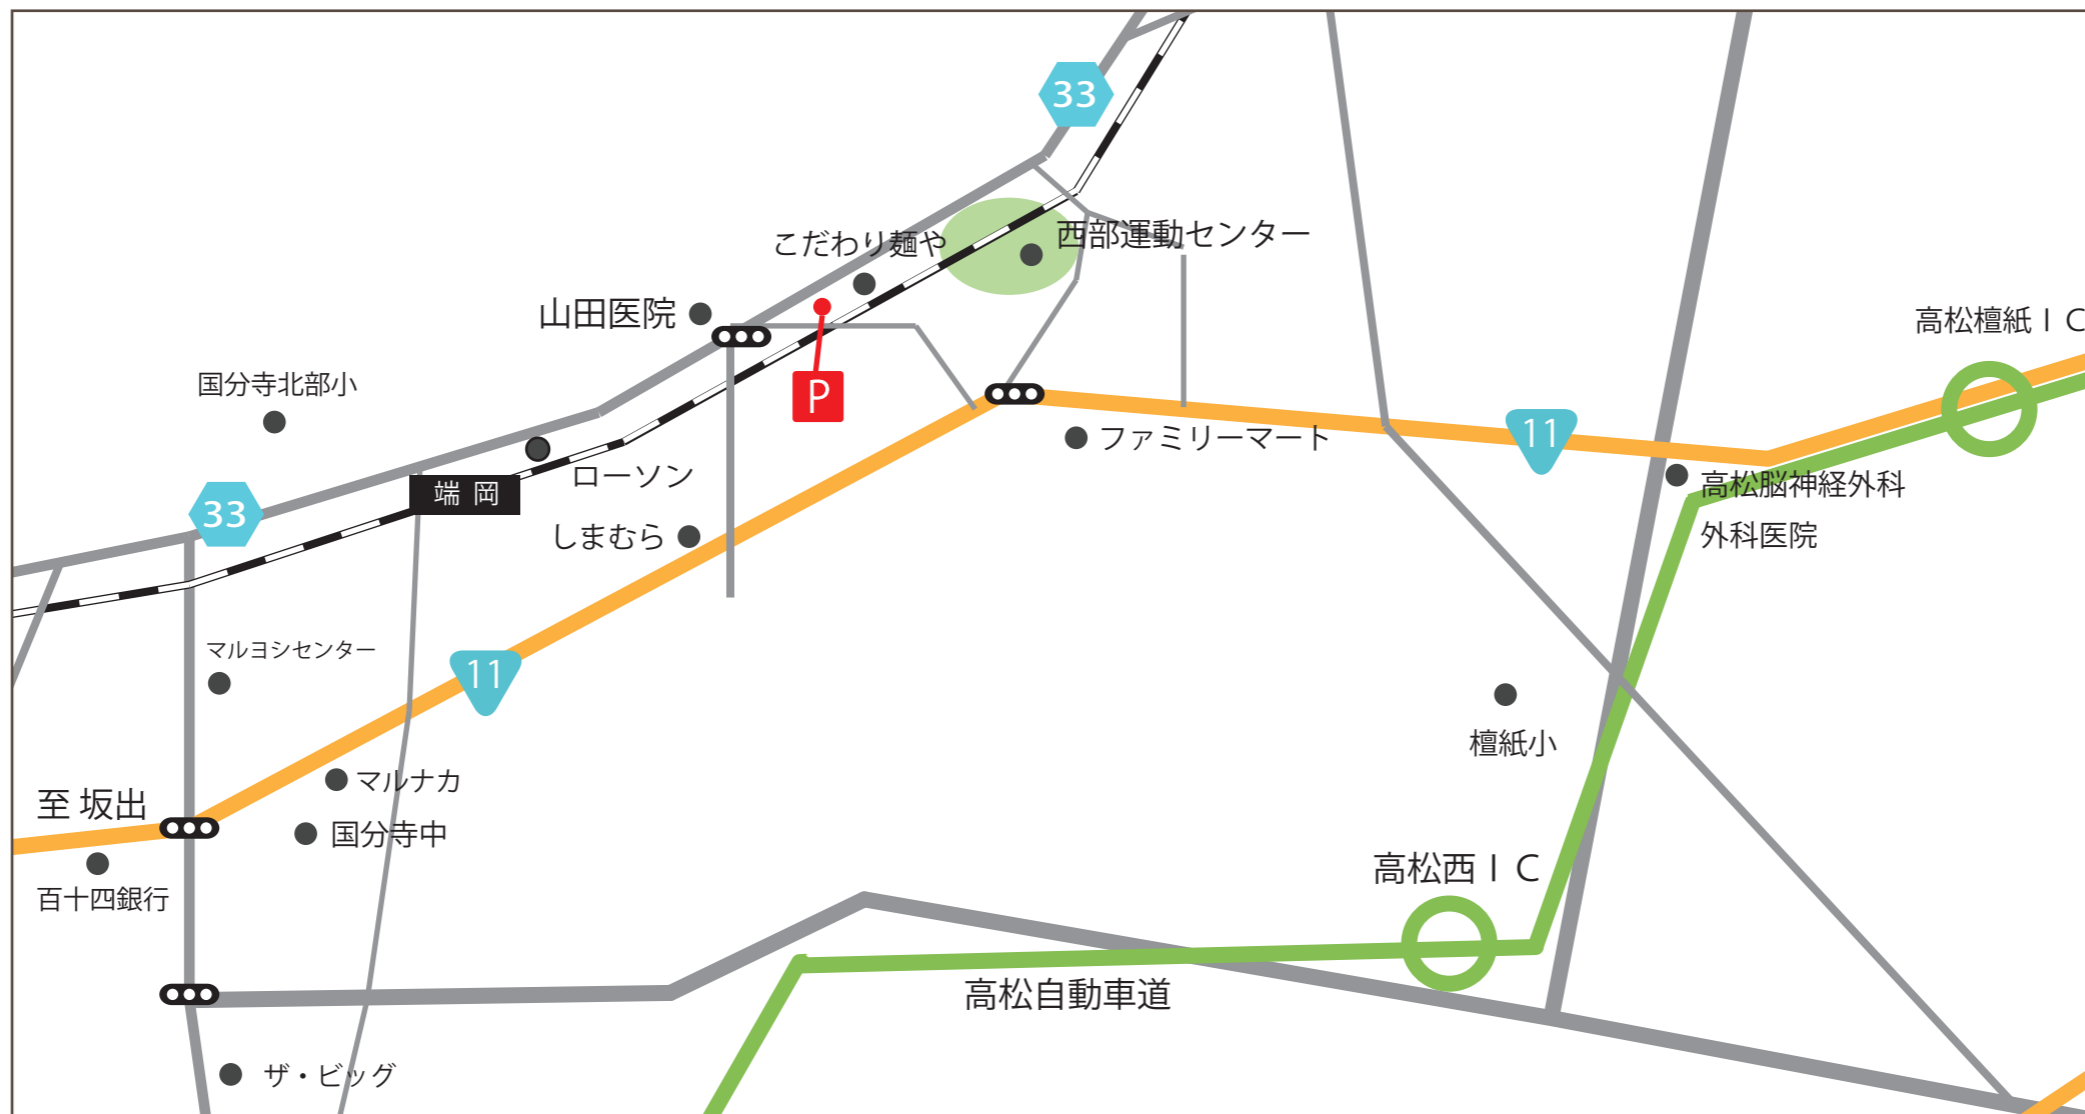 33
こだわり麺や
西部運動センター
山田医院
高松檀紙ＩＣ
国分寺北部小
P
ファミリーマート
11
ローソン
端岡
高松脳神経外科
外科医院
33
しまむら
マルヨシセンター
11
檀紙小
マルナカ
至 坂出
国分寺中
高松西ＩＣ
百十四銀行
高松自動車道
ザ・ビッグ